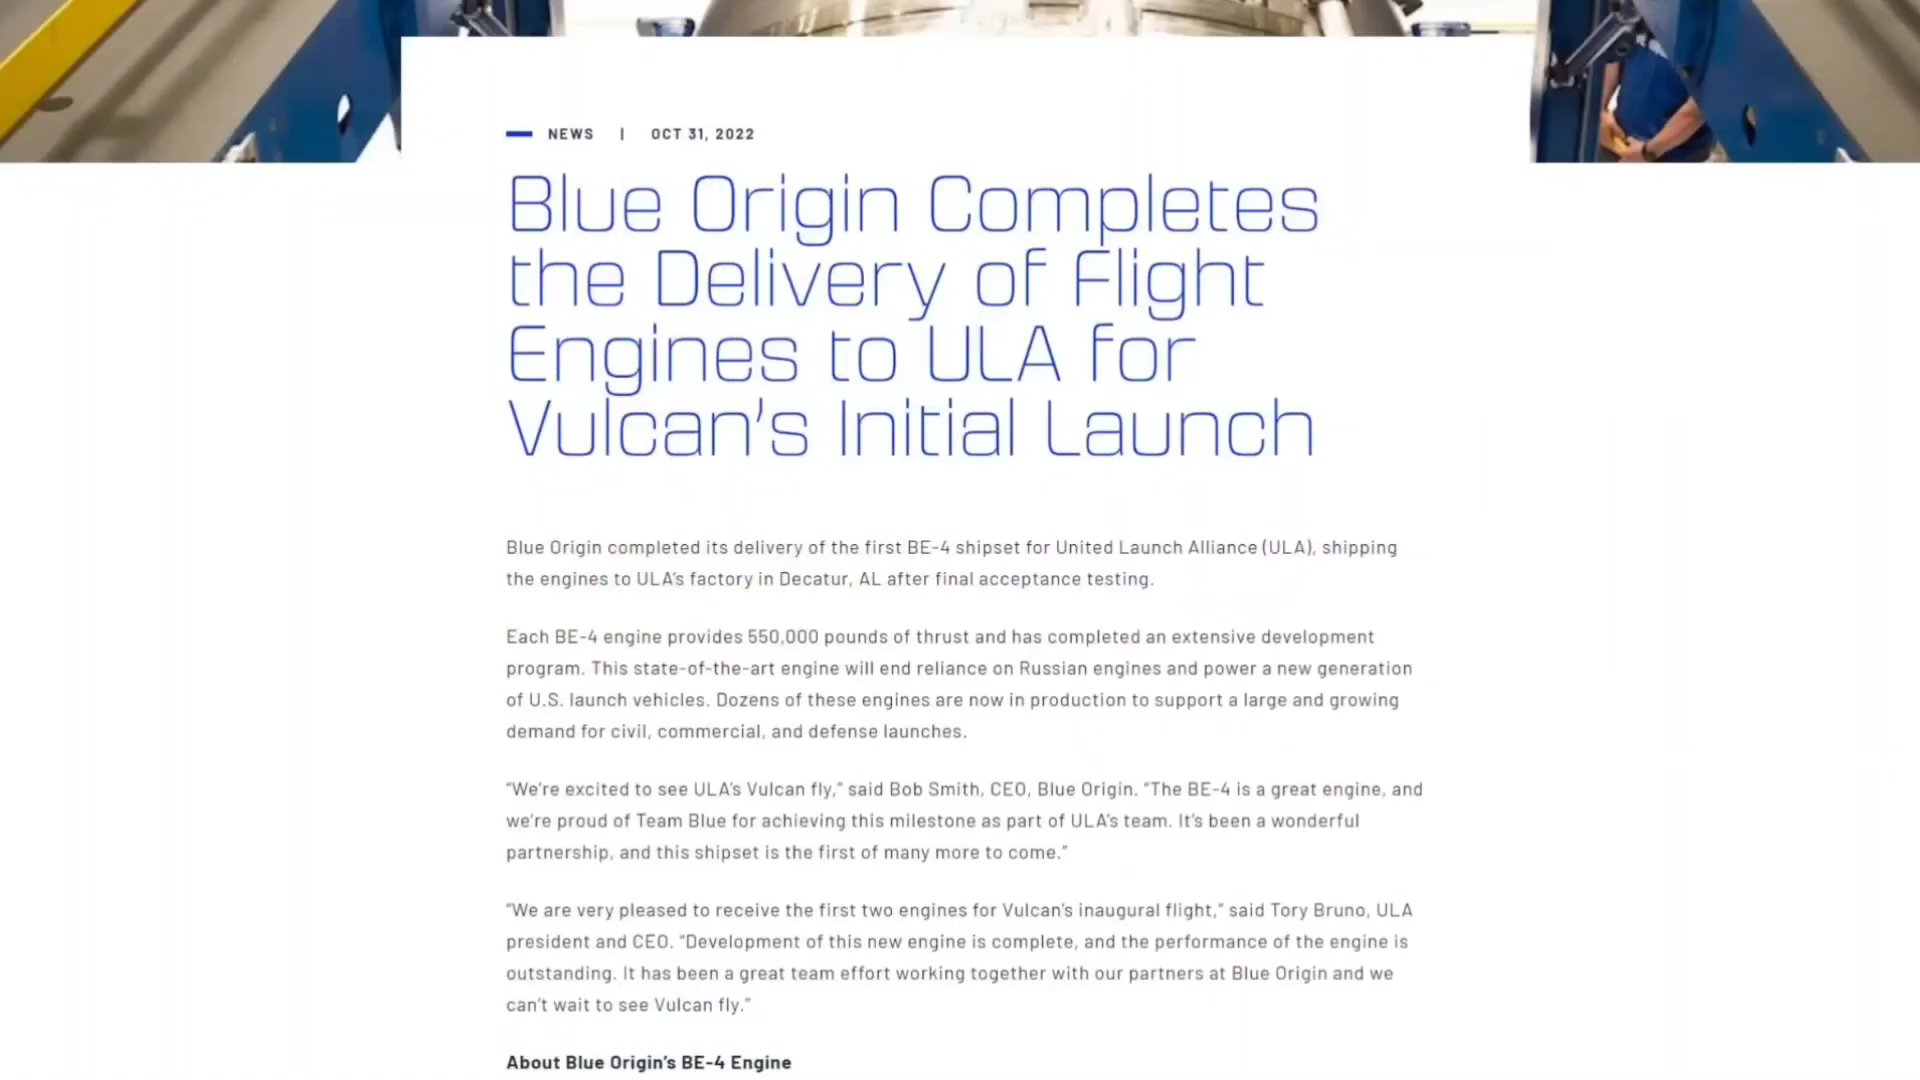 NEWS | OCT 31, 2022
Blue Origin Completes
the Delivery of Flight
Engines to ULA for
Vulcan's Initial Launch
Blue Origin completed its delivery of the first BE-4 shipset for United Launch Alliance (ULA), shipping
the engines to ULA's factory in Decatur, AL after final acceptance testing.
Each BE-4 engine provides 550,000 pounds of thrust and has completed an extensive development
program. This state-of-the-art engine will end reliance on Russian engines and power a new generation
of U.S. launch vehicles. Dozens of these engines are now in production to support a large and growing
demand for civil, commercial, and defense launches.
“We’re excited to see ULA’s Vulcan fly,” said Bob Smith, CEO, Blue Origin. “The BE-4 is a great engine, and
we’re proud of Team Blue for achieving this milestone as part of ULA’s team. It’s been a wonderful
partnership, and this shipset is the first of many more to come.”
“We are very pleased to receive the first two engines for Vulcan’s inaugural flight,” said Tory Bruno, ULA
president and CEO. “Development of this new engine is complete, and the performance of the engine is
outstanding. It has been a great team effort working together with our partners at Blue Origin and we
can’t wait to see Vulcan fly.”
About Blue Origin’s BE-4 Engine